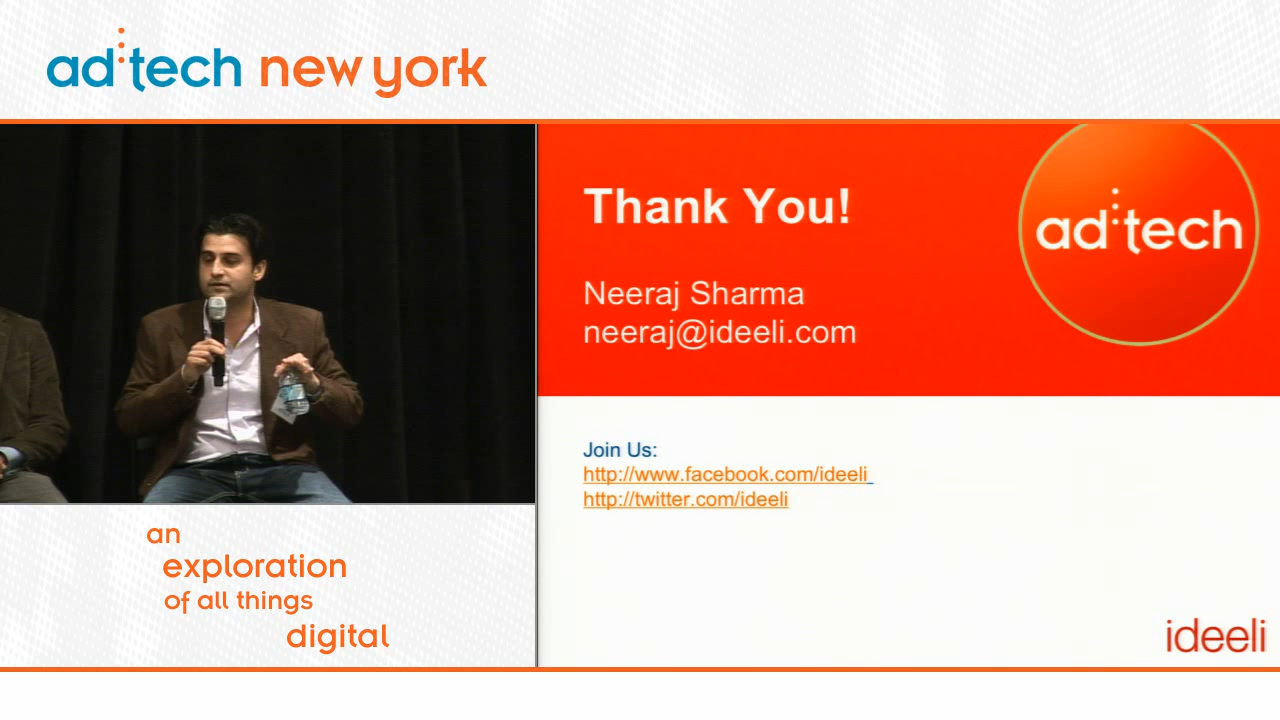 ad:tech new york
Thank You!
ad:tech
Neeraj Sharma
neeraj@ideeli.com
Join Us:
http://www.facebook.com/ideeli
http://twitter.com/ideeli
ideeli
an
exploration
of all things
digital